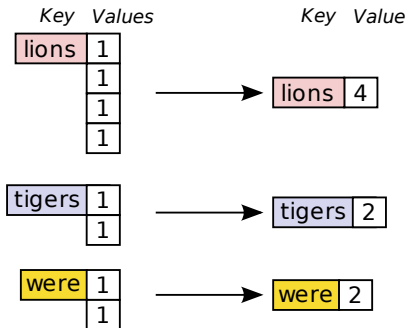 Key Values Key Value
lions 1
1
1
1
lions 4
tigers 1
1
tigers 2
were 1
1
were 2